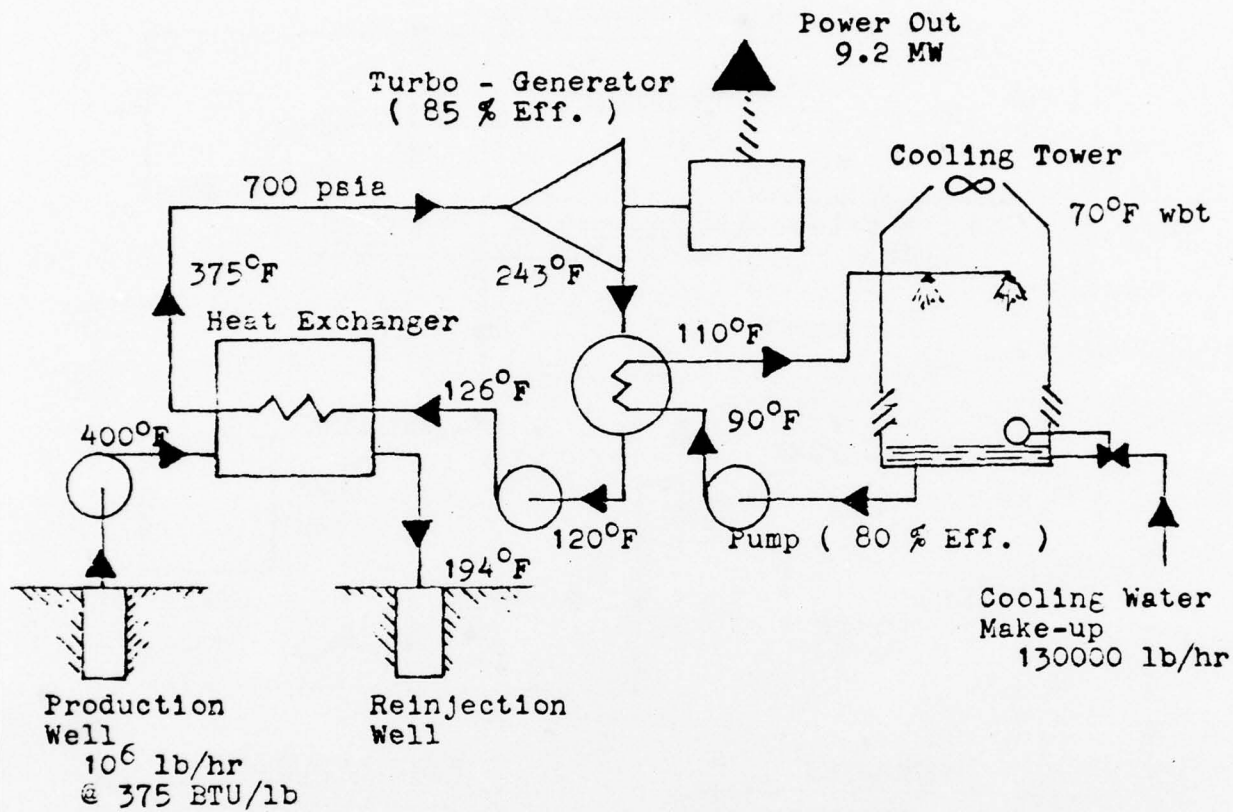 Power Out
9.2 MW
Turbo - Generator
( 85 % Eff. )
Cooling Tower
700 psia
70°F wbt
375°F
243°F
Heat Exchanger
110°F
126°F
90°F
400°F
120°F
Pump ( 80 % Eff. )
194°F
Cooling Water
Make-up
130000 lb/hr
Production
Well
10⁶ lb/hr
@ 375 BTU/lb
Reinjection
Well